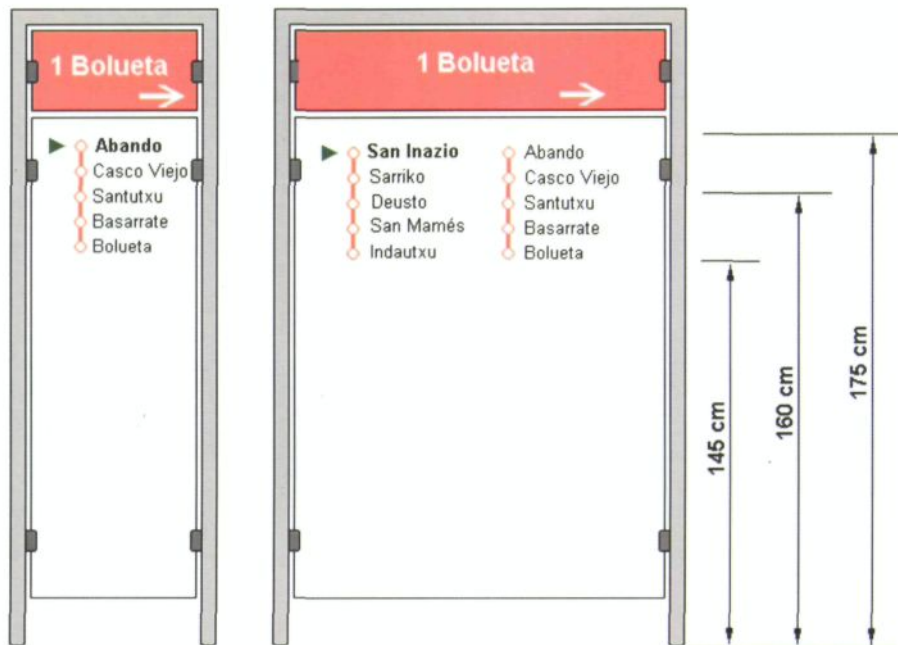 1 Bolueta
Abando
Casco Viejo
Santutxu
Basarrate
Bolueta
1 Bolueta
San Inazio
Sarriko
Deusto
San Mamés
Indautxu
Abando
Casco Viejo
Santutxu
Basarrate
Bolueta
145 cm
160 cm
175 cm